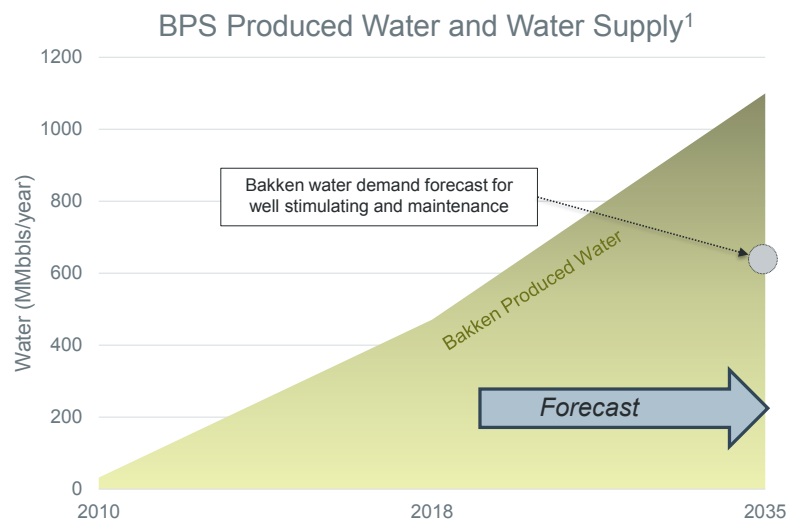 BPS Produced Water and Water Supply¹
Water (MMbbls/year)
1200
1000
800
600
400
200
0
Bakken water demand forecast for
well stimulating and maintenance
Bakken Produced Water
Forecast
2010
2018
2035